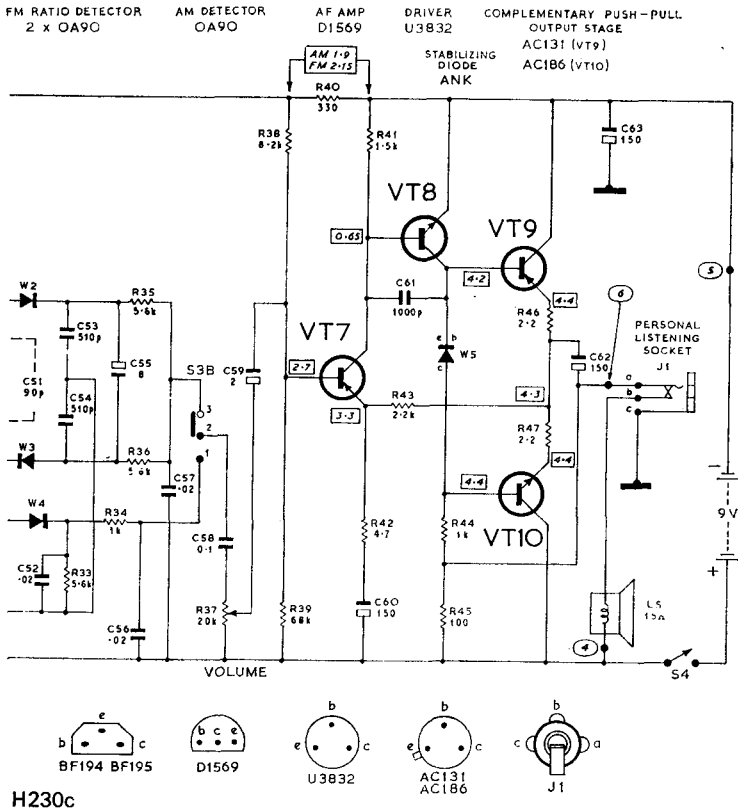 FM RATIO DETECTOR
2 x OA90
AM DETECTOR
OA90
AF AMP
D1569
DRIVER
U3832
COMPLEMENTARY PUSH-PULL
OUTPUT STAGE
AC131 (VT9)
AC186 (VT10)
STABILIZING
DIODE
ANK
AM 1·9
FM 2·15
R40
330
R38
8·2k
R41
1·5k
C63
150
VT8
0·65
VT9
4·2
4·4
C61
1000p
R46
2·2
5
6
W2
R35
5·6k
C53
510p
C55
8
C51
90p
C54
510p
S3B
3
2
1
C59
2
VT7
2·7
3·3
e
b
W5
c
C62
150
PERSONAL
LISTENING
SOCKET
J1
a
b
c
R43
2·2k
4·3
R47
2·2
W3
R36
5·6k
C57
·02
4·4
4·4
VT10
−
9V
+
W4
R34
1k
C58
0·1
R42
4·7
R44
1k
C52
·02
R33
5·6k
R37
20k
R39
68k
C60
150
R45
100
LS
15Ω
C56
·02
4
VOLUME
S4
e
b
c
BF194 BF195
b c e
D1569
b
e
c
U3832
b
e
c
AC131
AC186
b
c
a
J1
H230c